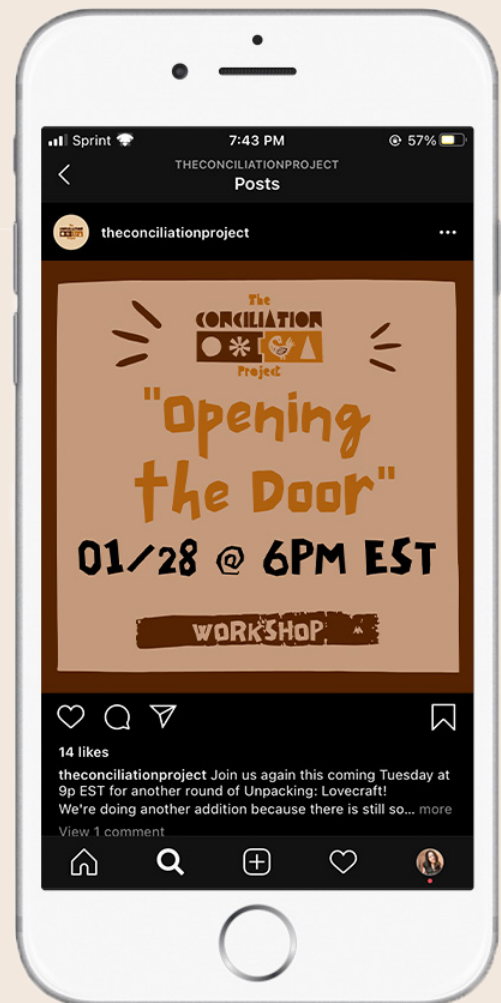 Sprint 7:43 PM 57%
THECONCILIATIONPROJECT
Posts
theconciliationproject
The
CONCILIATION
Project
"Opening
the Door"
01/28 @ 6PM EST
WORKSHOP
14 likes
theconciliationproject Join us again this coming Tuesday at
9p EST for another round of Unpacking: Lovecraft!
We're doing another addition because there is still so... more
View 1 comment